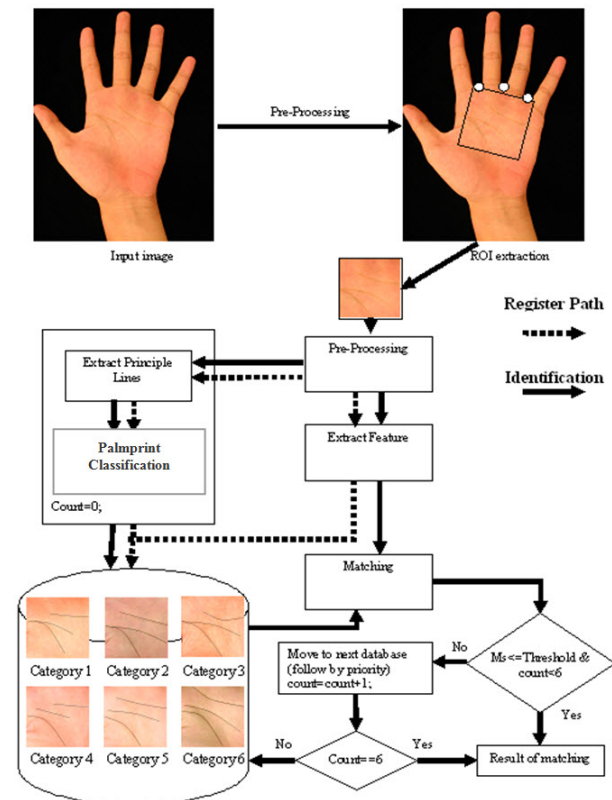 Pre-Processing
Input image
ROI extraction
Register Path
Identification
Pre-Processing
Extract Principle
Lines
Palmprint
Classification
Count=0;
Extract Feature
Matching
Category 1
Category 2
Category 3
Category 4
Category 5
Category6
Move to next database
(follow by priority)
count=count+1;
No
Ms<=Threshold &
count<6
Yes
No
Count==6
Yes
Result of matching